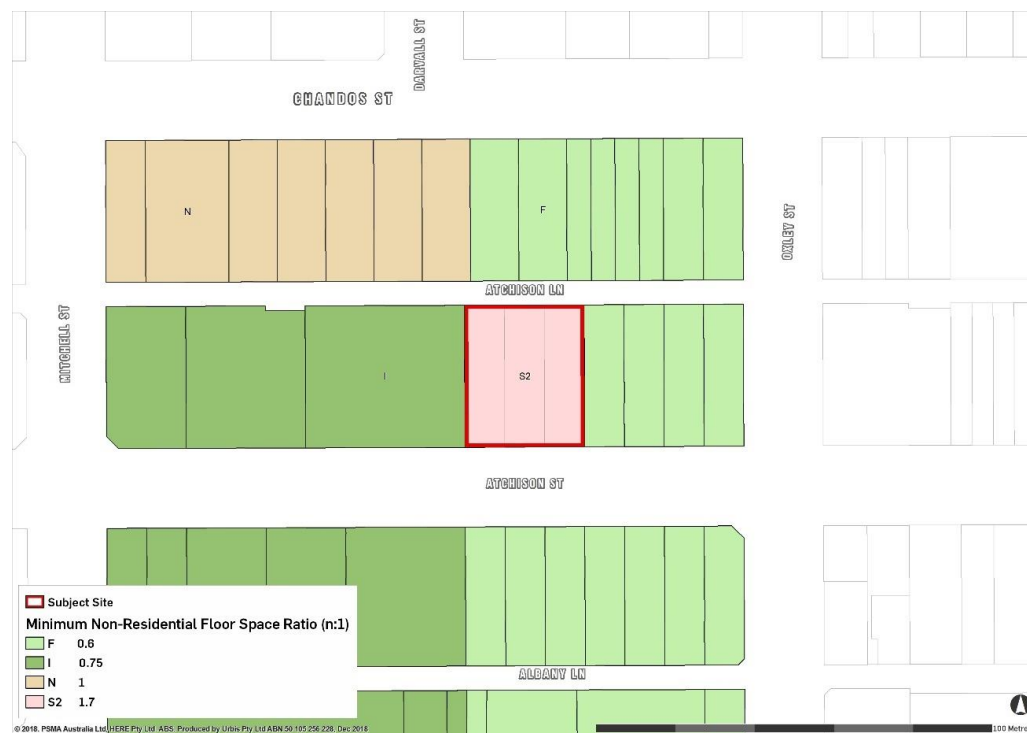 DARVALL ST
CHANDOS ST
N
F
OXLEY ST
ATCHISON LN
MITCHELL ST
I
S2
ATCHISON ST
Subject Site
Minimum Non-Residential Floor Space Ratio (n:1)
F 0.6
I 0.75
N 1
S2 1.7
ALBANY LN
© 2018. PSMA Australia Ltd, HERE Pty Ltd. ABS. Produced by Urbis Pty Ltd ABN 50 105 256 228, Dec 2018
100 Metres